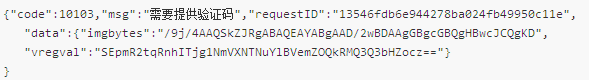 {"code":10103,"msg":"需要提供验证码","requestID":"13546fdb6e944278ba024fb49950c11e",
"data":{"imgbytes":"/9j/4AAQSkZJRgABAQEAYABgAAD/2wBDAAgGBgcGBQgHBwcJCQgKD",
"vregval":"SEpmR2tqRnhITjg1NmVXNTNuY1BVemZOQkRMQ3Q3bHZocz=="}
}